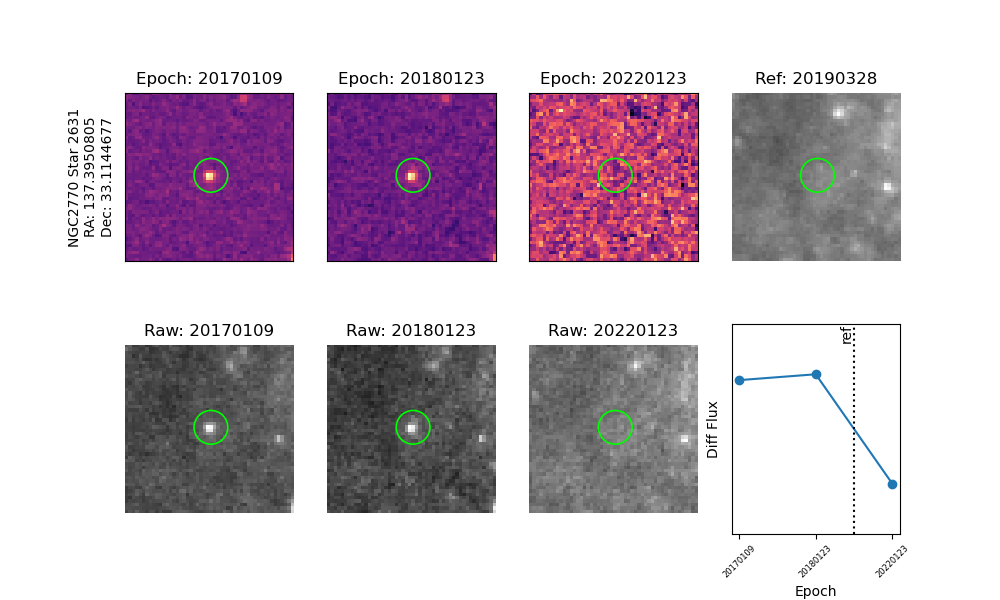 Epoch: 20170109
Epoch: 20180123
Epoch: 20220123
Ref: 20190328
NGC2770 Star 2631
RA: 137.3950805
Dec: 33.1144677
Raw: 20170109
Raw: 20180123
Raw: 20220123
ref
Diff Flux
20170109
20180123
20220123
Epoch